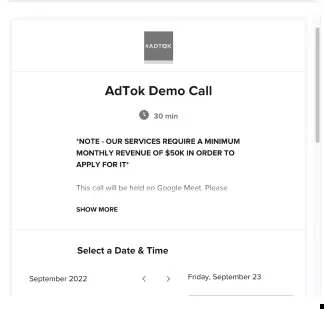 #ADTOK
AdTok Demo Call
30 min
*NOTE - OUR SERVICES REQUIRE A MINIMUM
MONTHLY REVENUE OF $50K IN ORDER TO
APPLY FOR IT*
This call will be held on Google Meet. Please
SHOW MORE
Select a Date & Time
September 2022
Friday, September 23